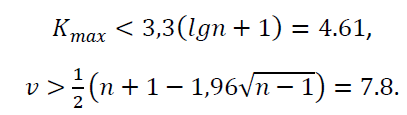 K_max < 3,3(lgn + 1) = 4.61,
v > 1/2 (n + 1 − 1,96√(n − 1)) = 7.8.